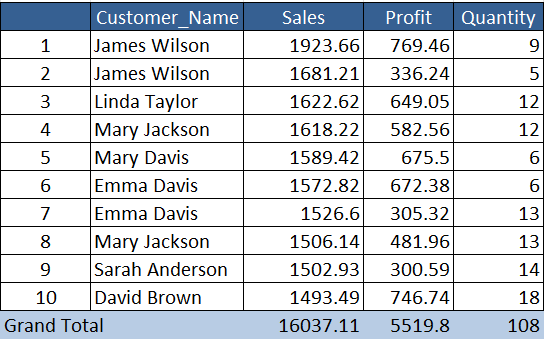 Customer_Name Sales Profit Quantity
1 James Wilson 1923.66 769.46 9
2 James Wilson 1681.21 336.24 5
3 Linda Taylor 1622.62 649.05 12
4 Mary Jackson 1618.22 582.56 12
5 Mary Davis 1589.42 675.5 6
6 Emma Davis 1572.82 672.38 6
7 Emma Davis 1526.6 305.32 13
8 Mary Jackson 1506.14 481.96 13
9 Sarah Anderson 1502.93 300.59 14
10 David Brown 1493.49 746.74 18
Grand Total 16037.11 5519.8 108